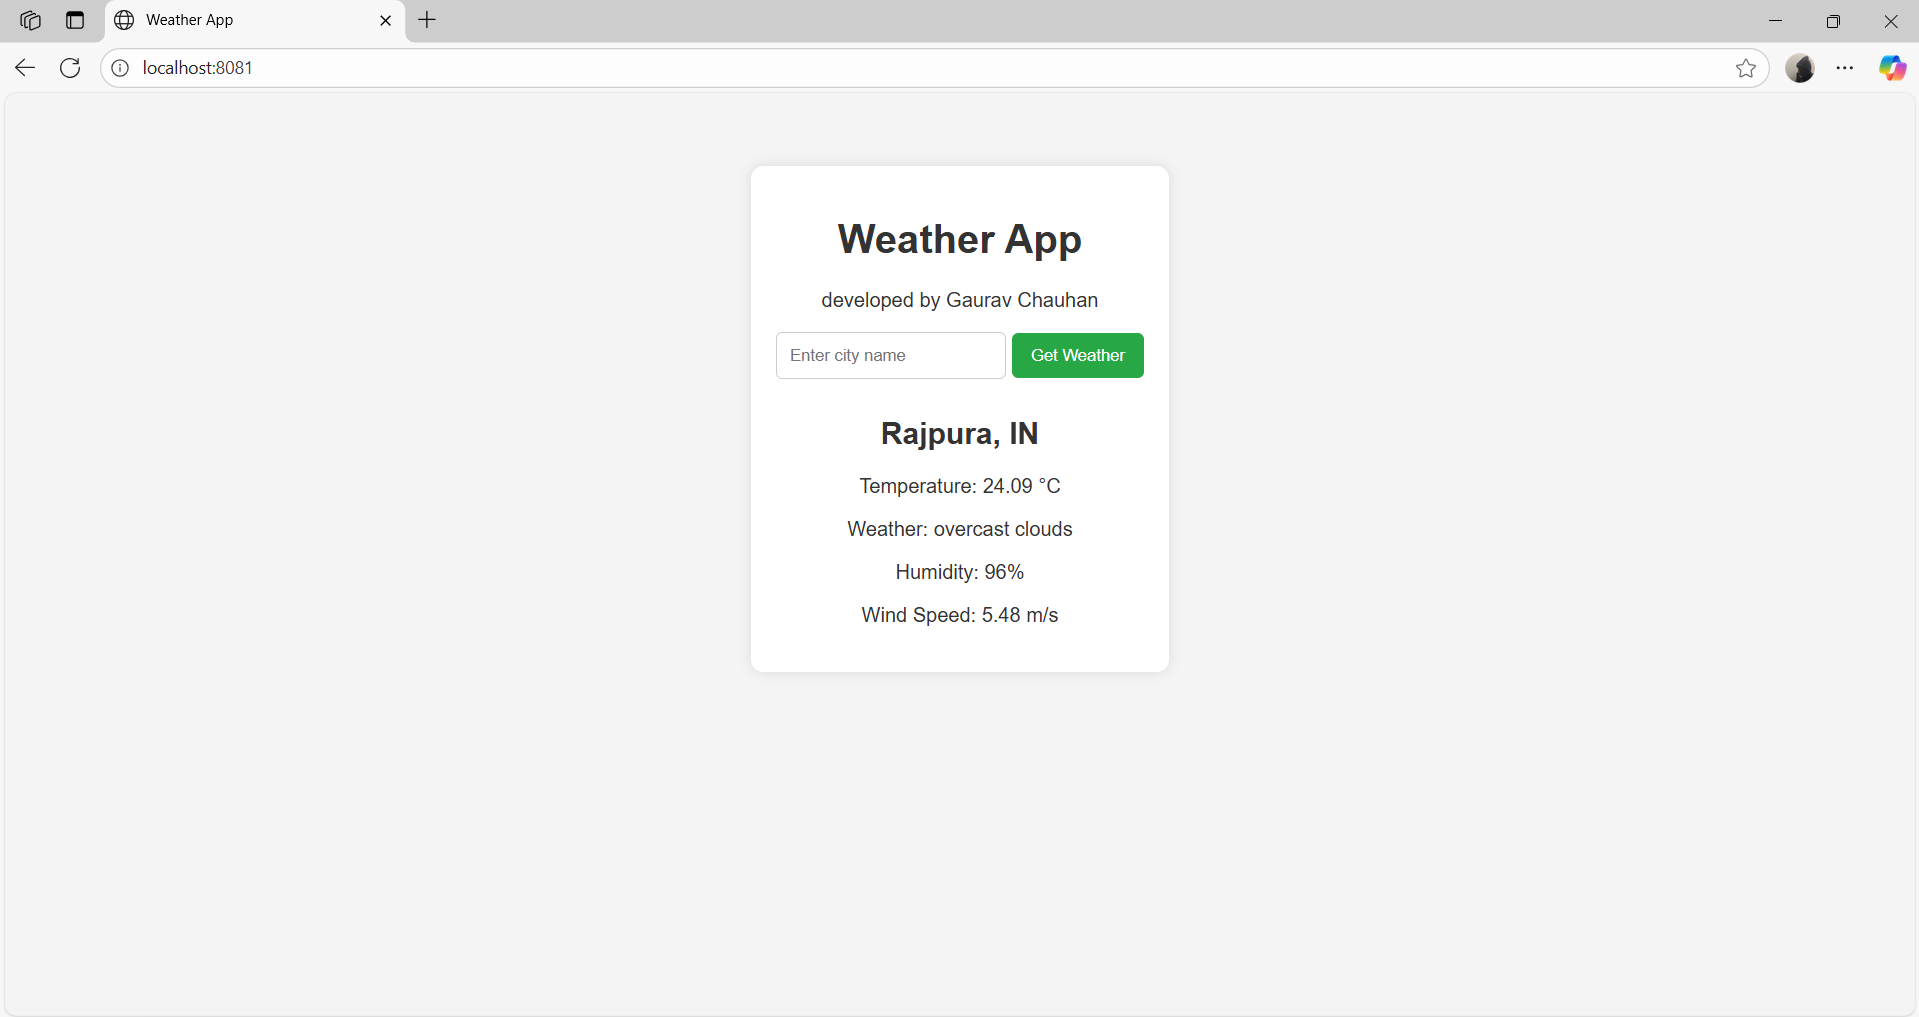 Weather App
localhost:8081
Weather App
developed by Gaurav Chauhan
Enter city name
Get Weather
Rajpura, IN
Temperature: 24.09 °C
Weather: overcast clouds
Humidity: 96%
Wind Speed: 5.48 m/s